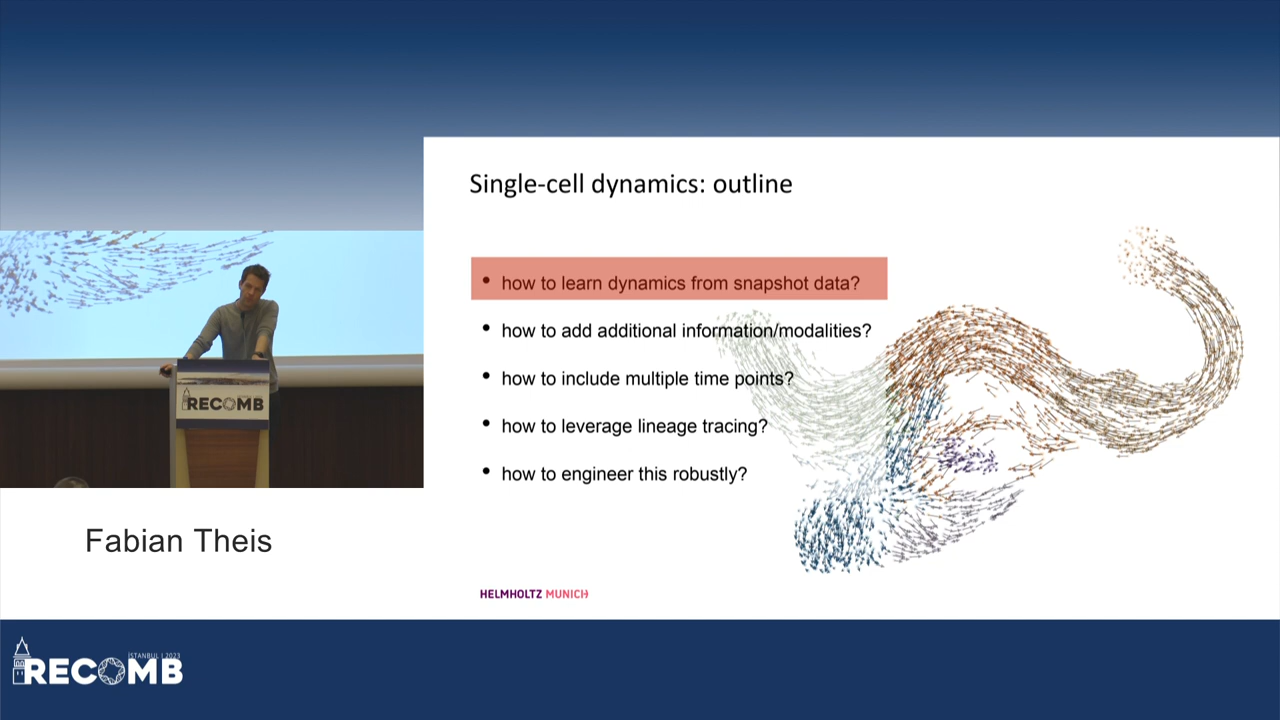 Single-cell dynamics: outline
• how to learn dynamics from snapshot data?
• how to add additional information/modalities?
• how to include multiple time points?
• how to leverage lineage tracing?
• how to engineer this robustly?
HELMHOLTZ MUNICH
RECOMB
Fabian Theis
İSTANBUL | 2023
RECOMB